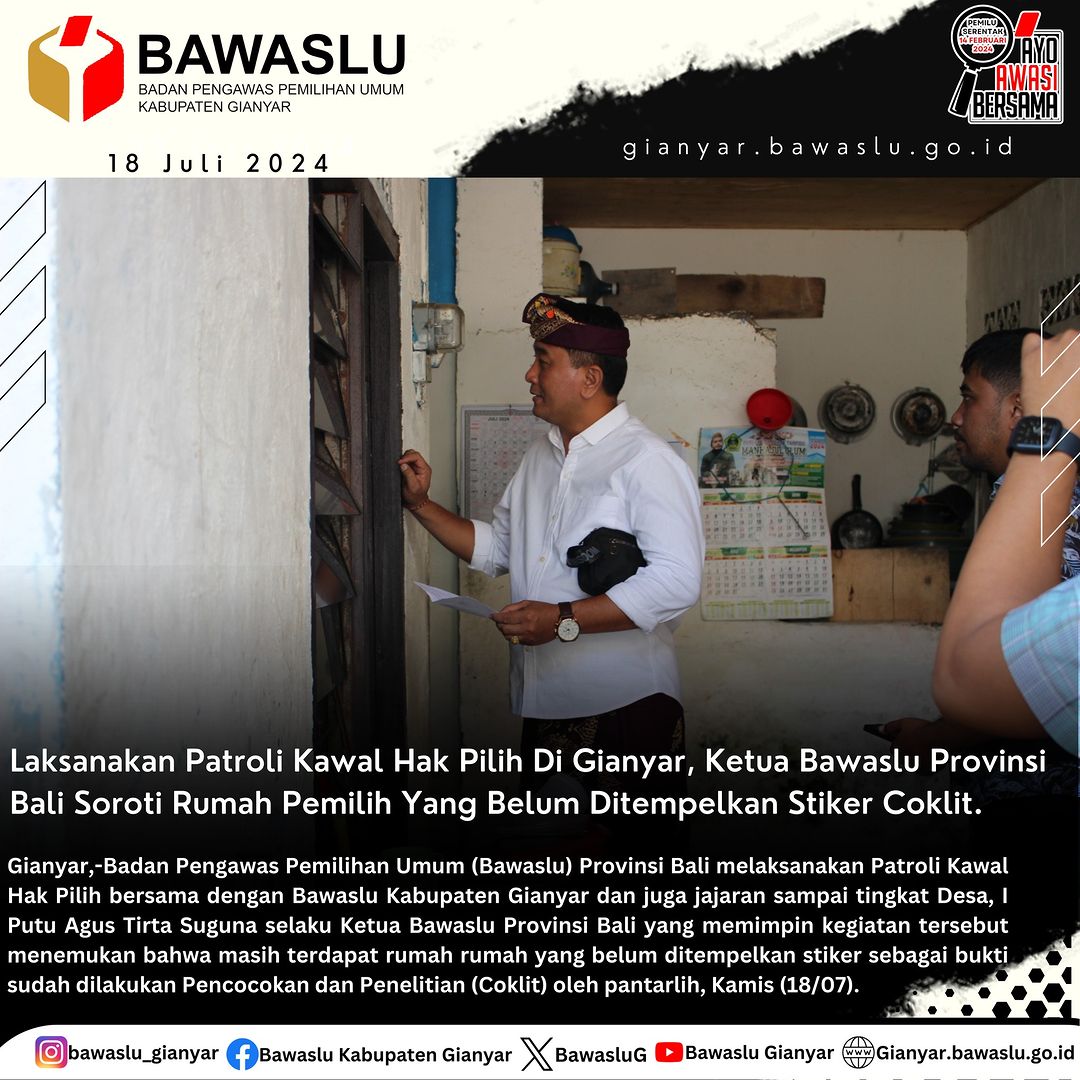 BAWASLU
BADAN PENGAWAS PEMILIHAN UMUM
KABUPATEN GIANYAR
18 Juli 2024
PEMILU
SERENTAK
14 FEBRUARI
2024
AYO
AWASI
BERSAMA
gianyar.bawaslu.go.id
JULI 2024
Laksanakan Patroli Kawal Hak Pilih Di Gianyar, Ketua Bawaslu Provinsi
Bali Soroti Rumah Pemilih Yang Belum Ditempelkan Stiker Coklit.
Gianyar,-Badan Pengawas Pemilihan Umum (Bawaslu) Provinsi Bali melaksanakan Patroli Kawal
Hak Pilih bersama dengan Bawaslu Kabupaten Gianyar dan juga jajaran sampai tingkat Desa, I
Putu Agus Tirta Suguna selaku Ketua Bawaslu Provinsi Bali yang memimpin kegiatan tersebut
menemukan bahwa masih terdapat rumah rumah yang belum ditempelkan stiker sebagai bukti
sudah dilakukan Pencocokan dan Penelitian (Coklit) oleh pantarlih, Kamis (18/07).
bawaslu_gianyar
Bawaslu Kabupaten Gianyar
BawasluG
Bawaslu Gianyar
Gianyar.bawaslu.go.id